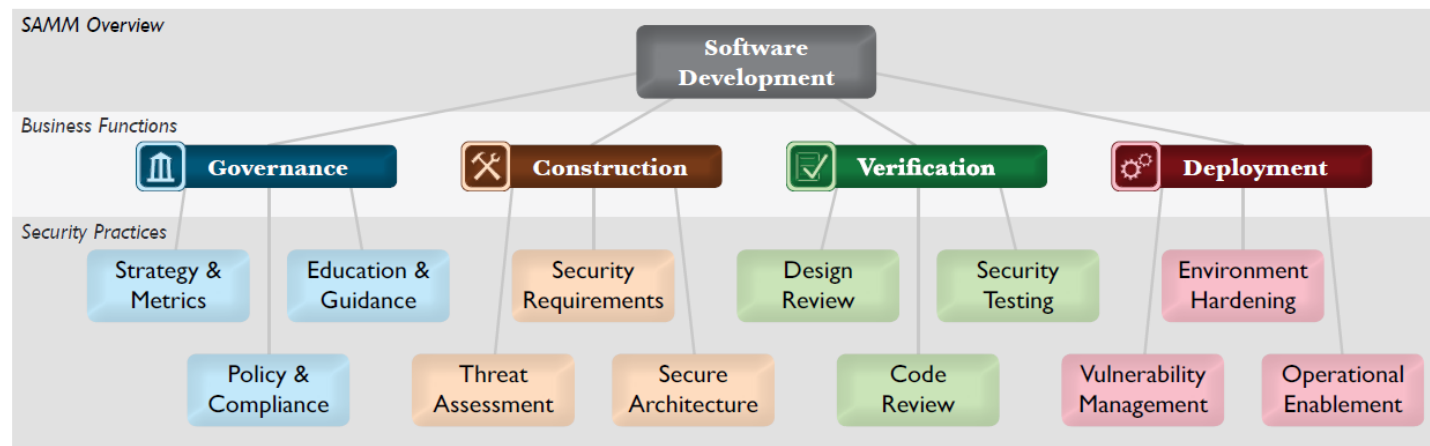 SAMM Overview
Software
Development
Business Functions
Governance
Construction
Verification
Deployment
Security Practices
Strategy &
Metrics
Education &
Guidance
Security
Requirements
Design
Review
Security
Testing
Environment
Hardening
Policy &
Compliance
Threat
Assessment
Secure
Architecture
Code
Review
Vulnerability
Management
Operational
Enablement